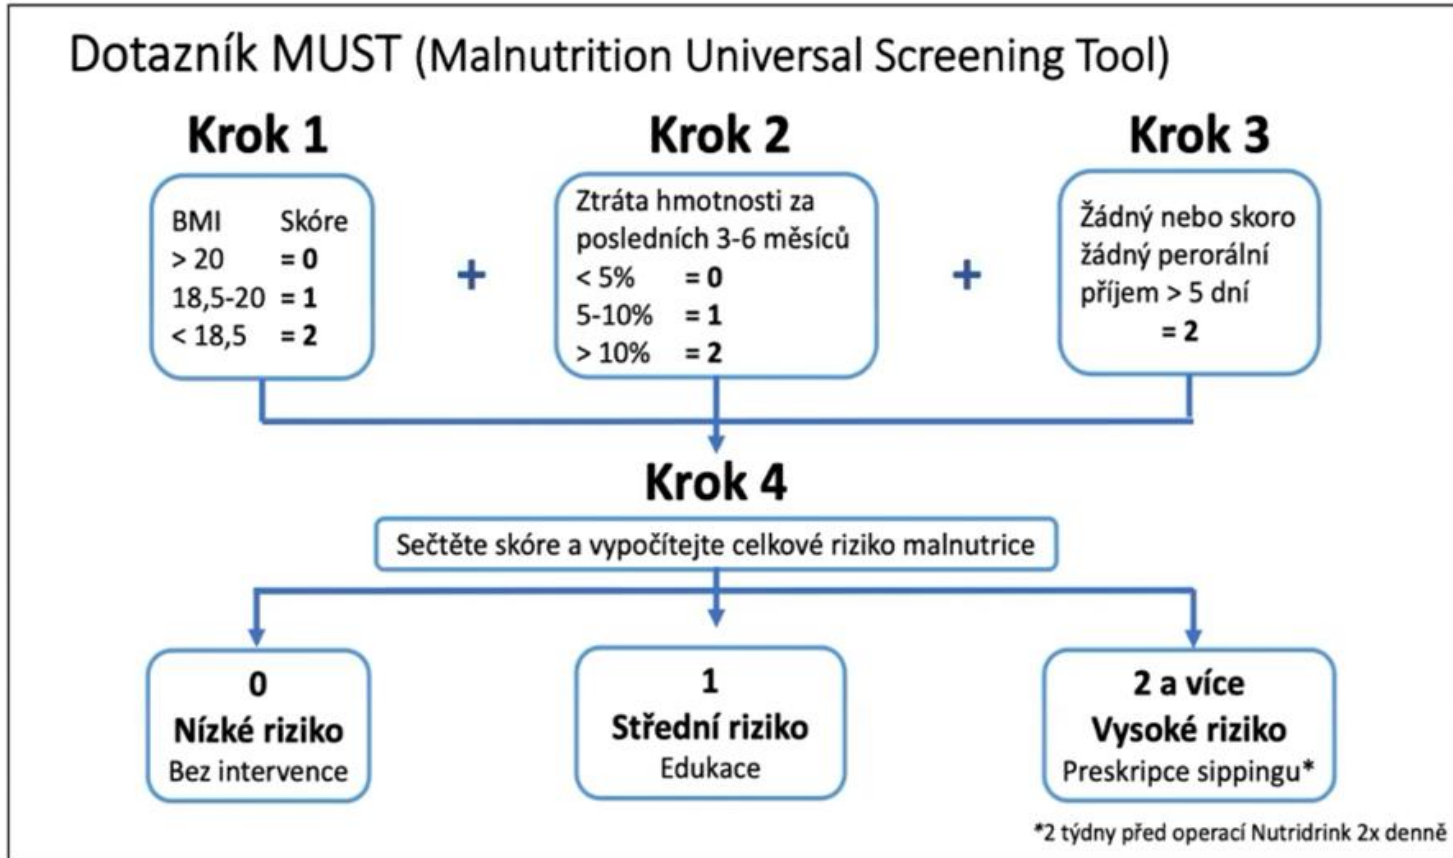 Dotazník MUST (Malnutrition Universal Screening Tool)
Krok 1
BMI Skóre
> 20 = 0
18,5-20 = 1
< 18,5 = 2
+
Krok 2
Ztráta hmotnosti za
posledních 3-6 měsíců
< 5% = 0
5-10% = 1
> 10% = 2
+
Krok 3
Žádný nebo skoro
žádný perorální
příjem > 5 dní
= 2
Krok 4
Sečtěte skóre a vypočítejte celkové riziko malnutrice
0
Nízké riziko
Bez intervence
1
Střední riziko
Edukace
2 a více
Vysoké riziko
Preskripce sippingu*
*2 týdny před operací Nutridrink 2x denně